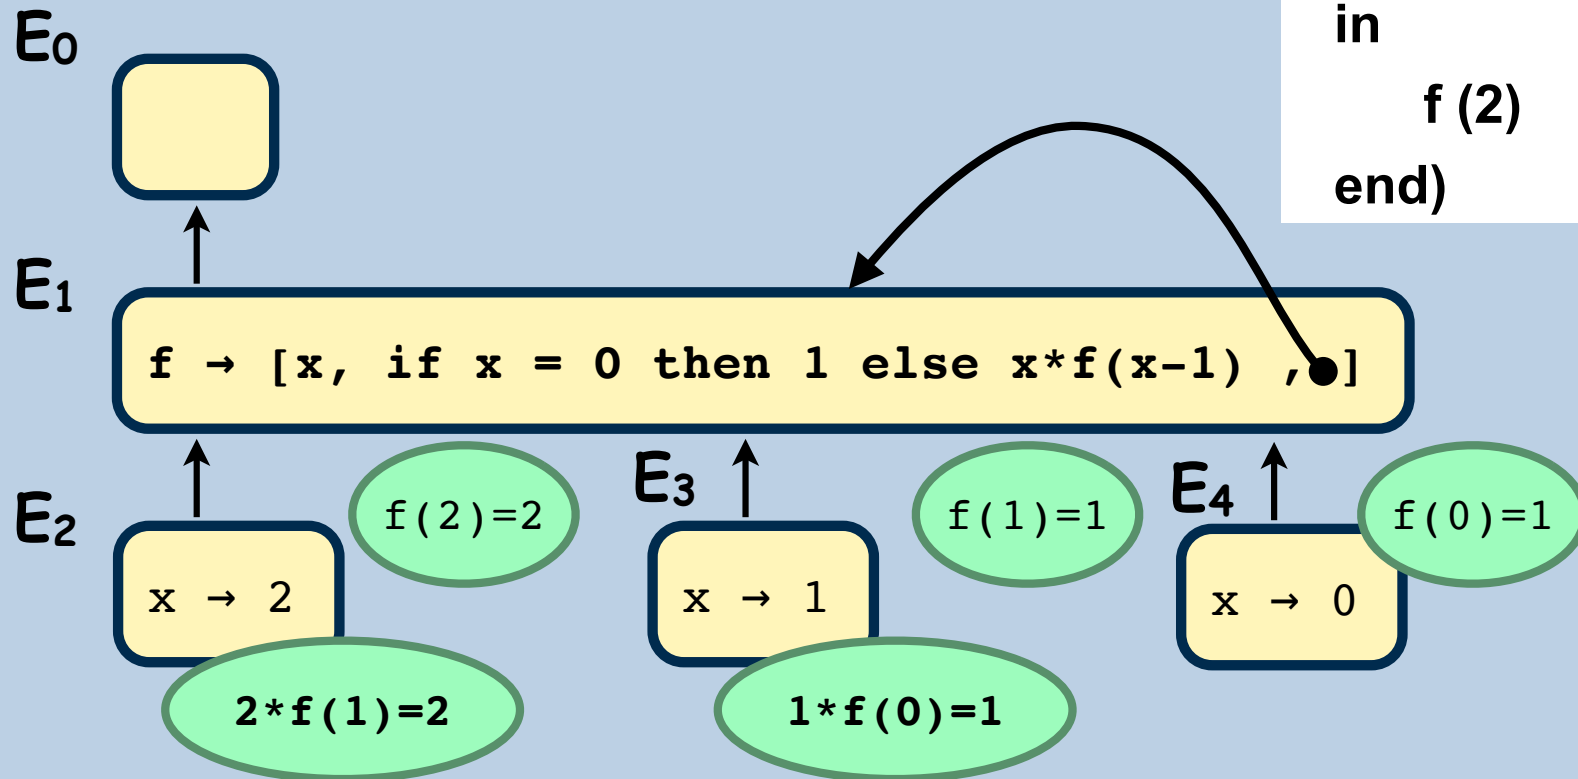 E0
in
f (2)
end)
E1
f → [x, if x = 0 then 1 else x*f(x-1) , ]
E2
f(2)=2
E3
f(1)=1
E4
f(0)=1
x → 2
x → 1
x → 0
2*f(1)=2
1*f(0)=1